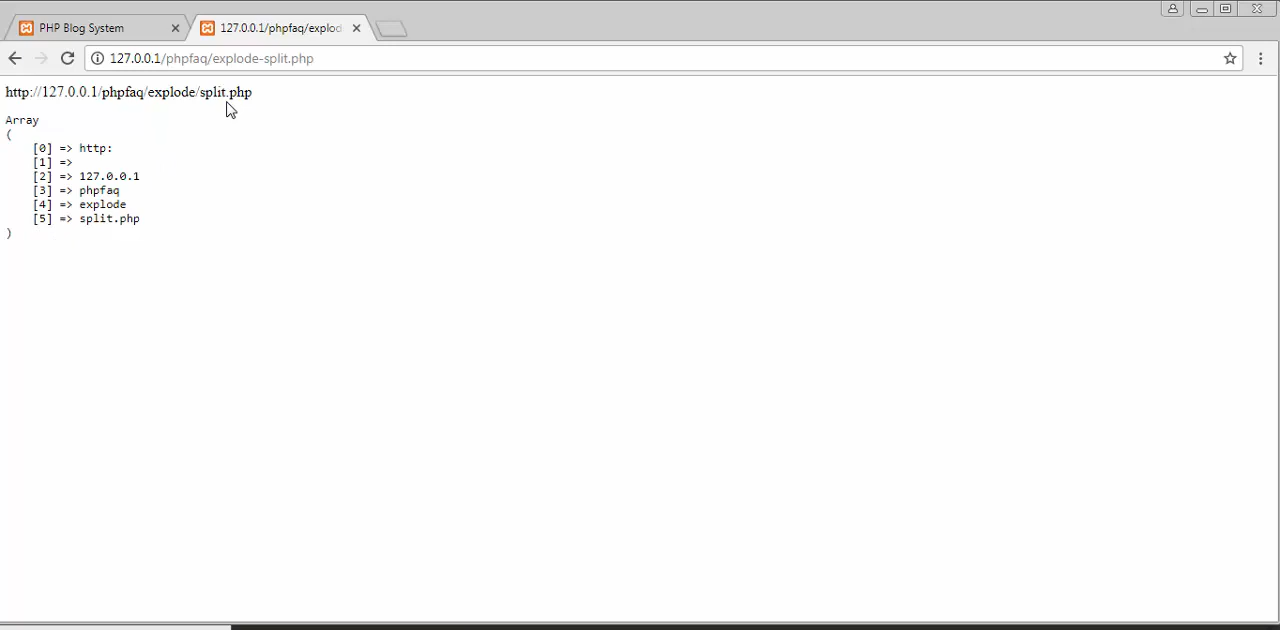 PHP Blog System
127.0.0.1/phpfaq/explod
127.0.0.1/phpfaq/explode-split.php
http://127.0.0.1/phpfaq/explode/split.php
Array
(
[0] => http:
[1] =>
[2] => 127.0.0.1
[3] => phpfaq
[4] => explode
[5] => split.php
)